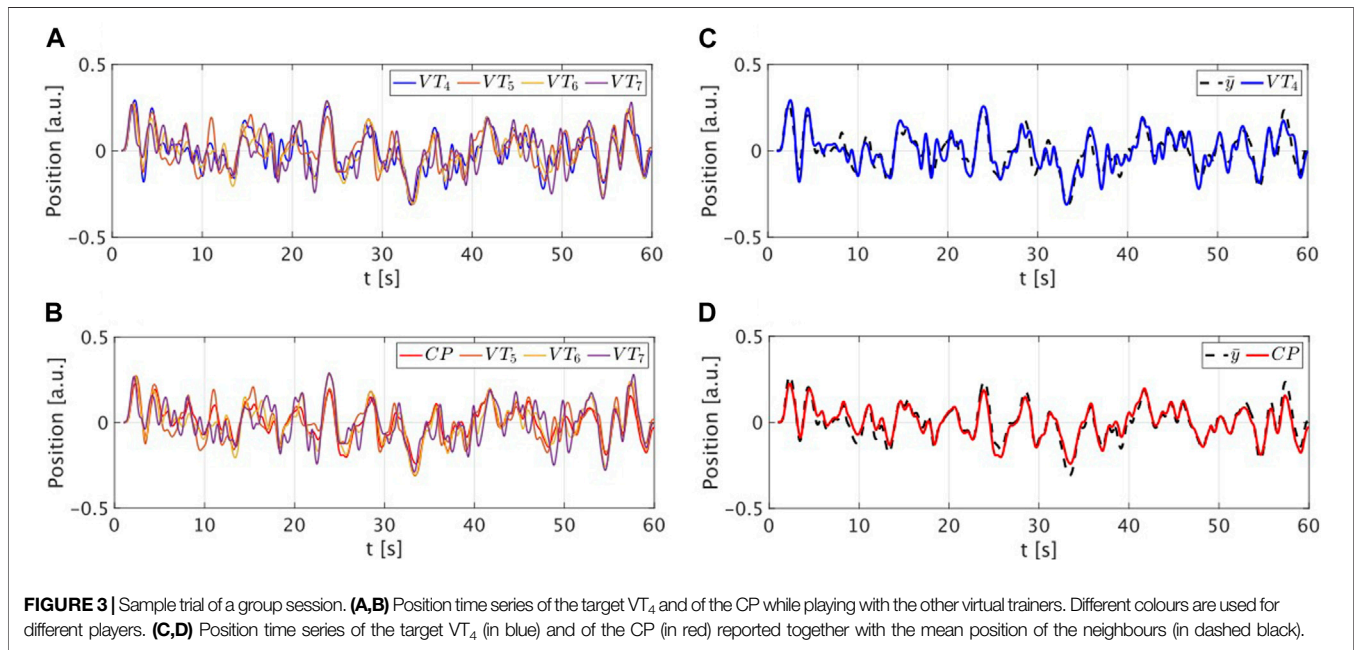 A
0.5
0
−0.5
Position [a.u.]
VT4 VT5 VT6 VT7
0 10 20 30 40 50 60
t [s]
C
0.5
0
−0.5
Position [a.u.]
ȳ VT4
0 10 20 30 40 50 60
t [s]
B
0.5
0
−0.5
Position [a.u.]
CP VT5 VT6 VT7
0 10 20 30 40 50 60
t [s]
D
0.5
0
−0.5
Position [a.u.]
ȳ CP
0 10 20 30 40 50 60
t [s]
FIGURE 3 | Sample trial of a group session. (A,B) Position time series of the target VT4 and of the CP while playing with the other virtual trainers. Different colours are used for
different players. (C,D) Position time series of the target VT4 (in blue) and of the CP (in red) reported together with the mean position of the neighbours (in dashed black).